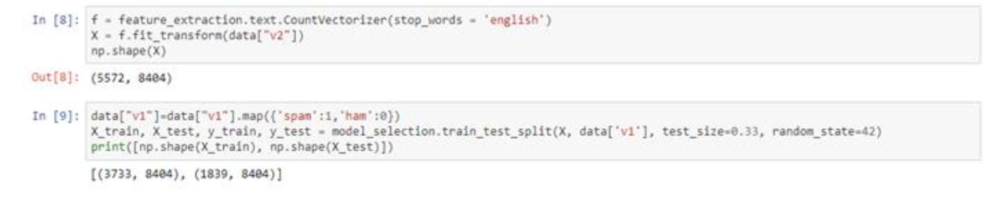 In [8]: f = feature_extraction.text.CountVectorizer(stop_words = 'english')
X = f.fit_transform(data["v2"])
np.shape(X)
Out[8]: (5572, 8404)
In [9]: data["v1"]=data["v1"].map({'spam':1,'ham':0})
X_train, X_test, y_train, y_test = model_selection.train_test_split(X, data['v1'], test_size=0.33, random_state=42)
print([np.shape(X_train), np.shape(X_test)])
[(3733, 8404), (1839, 8404)]